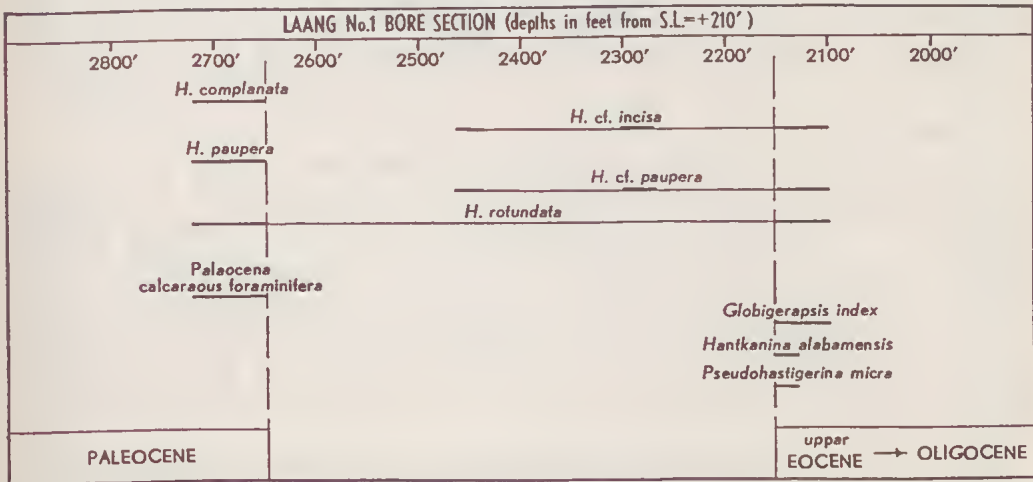 LAANG No.1 BORE SECTION (depths in feet from S.L.=+210')
2800' 2700' 2600' 2500' 2400' 2300' 2200' 2100' 2000'
H. complanata
H. cf. incisa
H. paupera
H. cf. paupera
H. rotundata
Palaocena
calcaraous foraminifera
Globigerapsis index
Hantkanina alabamensis
Pseudohastigerina micra
PALEOCENE
uppar
EOCENE → OLIGOCENE